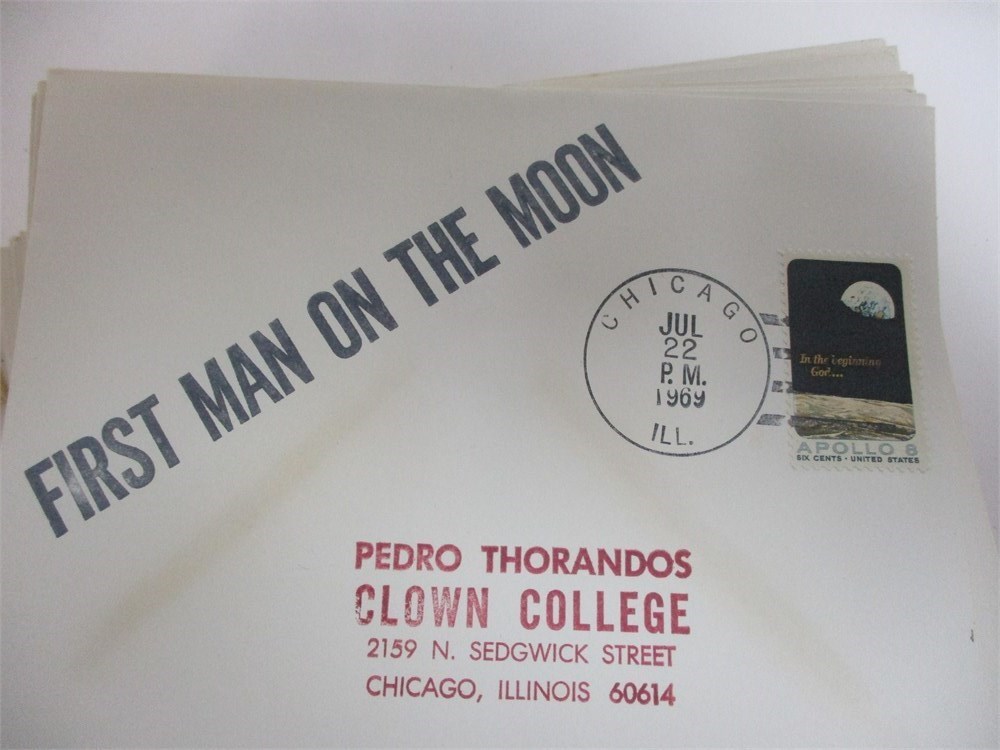 FIRST MAN ON THE MOON
CHICAGO
JUL
22
P. M.
1969
ILL.
In the beginning
God...
APOLLO 8
SIX CENTS · UNITED STATES
PEDRO THORANDOS
CLOWN COLLEGE
2159 N. SEDGWICK STREET
CHICAGO, ILLINOIS 60614